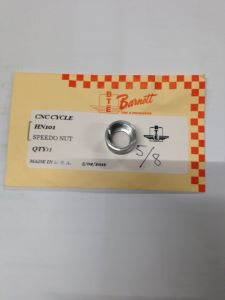 BTE
Barnett
CNC CYCLE
HN101
SPEEDO NUT
QTY:1
5/8
MADE IN U. S. A.